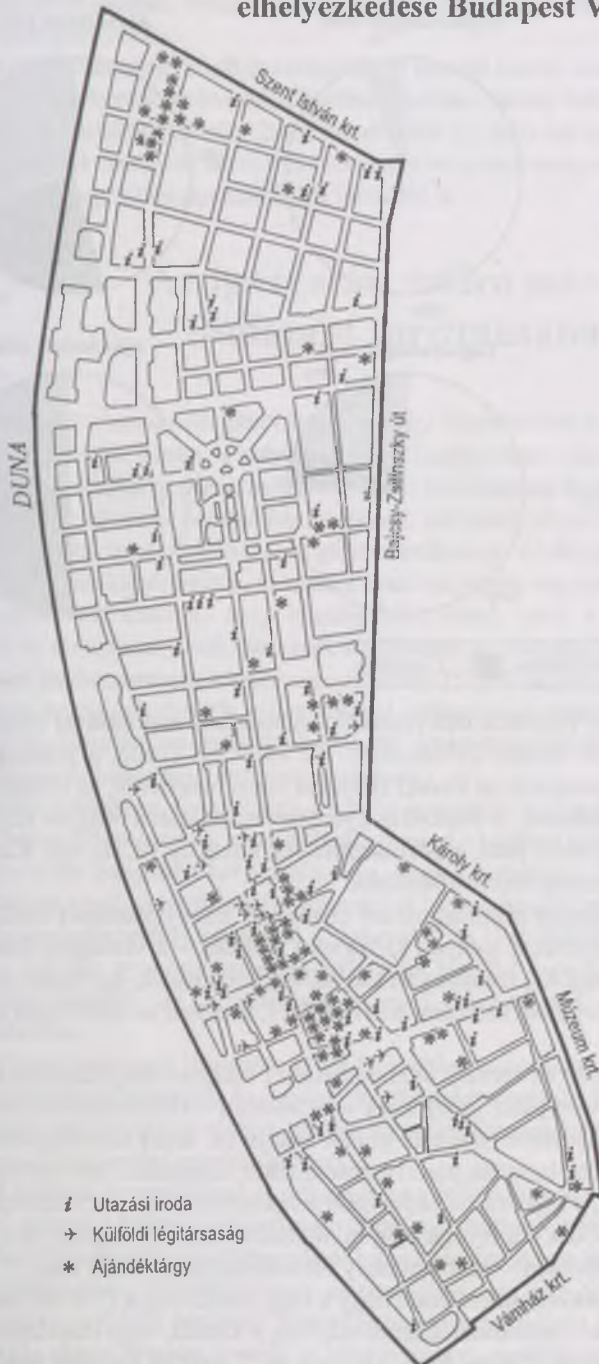 elhelyezkedése Budapest V
Szent István krt.
DUNA
Bajcsy-Zsilinszky út
Károly krt.
Múzeum krt.
Vámház krt.
i Utazási iroda
✈ Külföldi légitársaság
* Ajándéktárgy